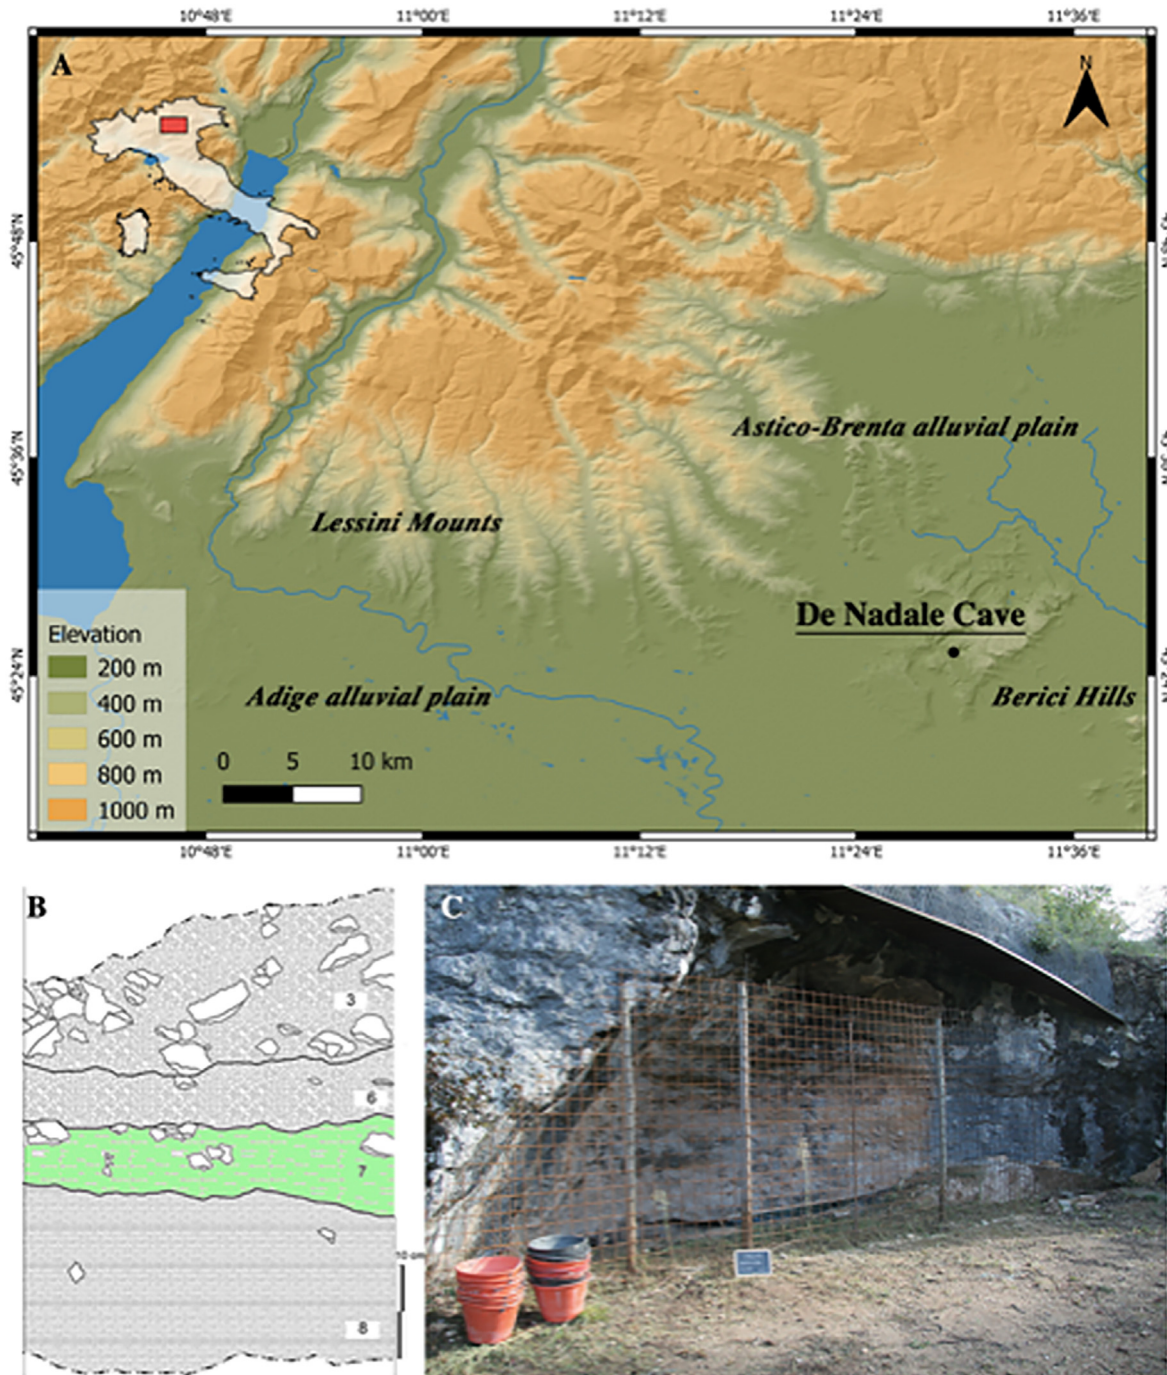 10°48'E 11°00'E 11°12'E 11°24'E 11°36'E
A
N
45°48'N
45°36'N
Astico-Brenta alluvial plain
Lessini Mounts
Elevation
200 m
400 m
600 m
800 m
1000 m
De Nadale Cave
45°24'N
Adige alluvial plain
Berici Hills
0 5 10 km
10°48'E 11°00'E 11°12'E 11°24'E 11°36'E
B
3
6
7
8
C